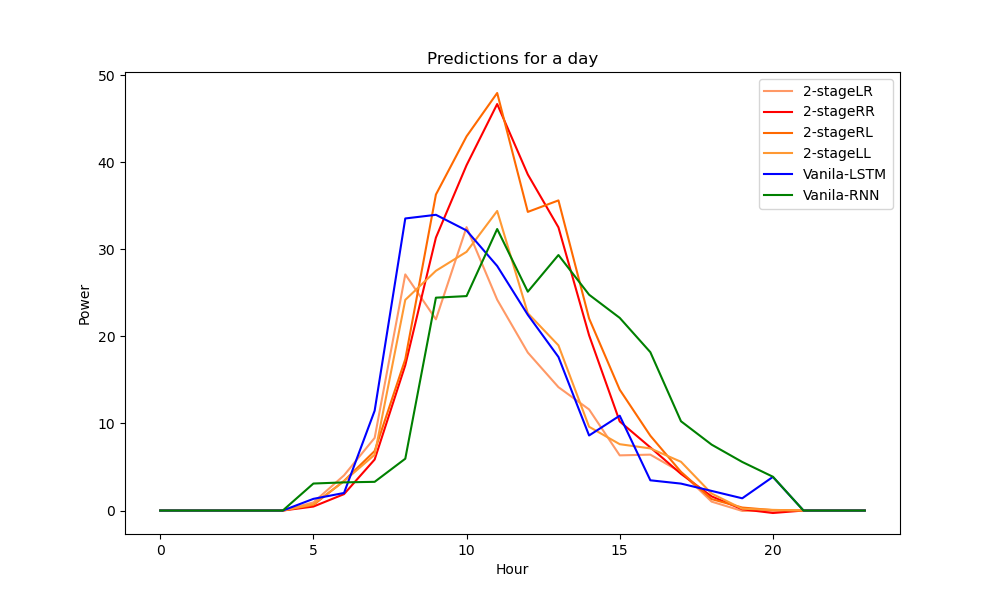 Predictions for a day
50
40
30
20
10
0
Power
2-stageLR
2-stageRR
2-stageRL
2-stageLL
Vanila-LSTM
Vanila-RNN
0 5 10 15 20
Hour